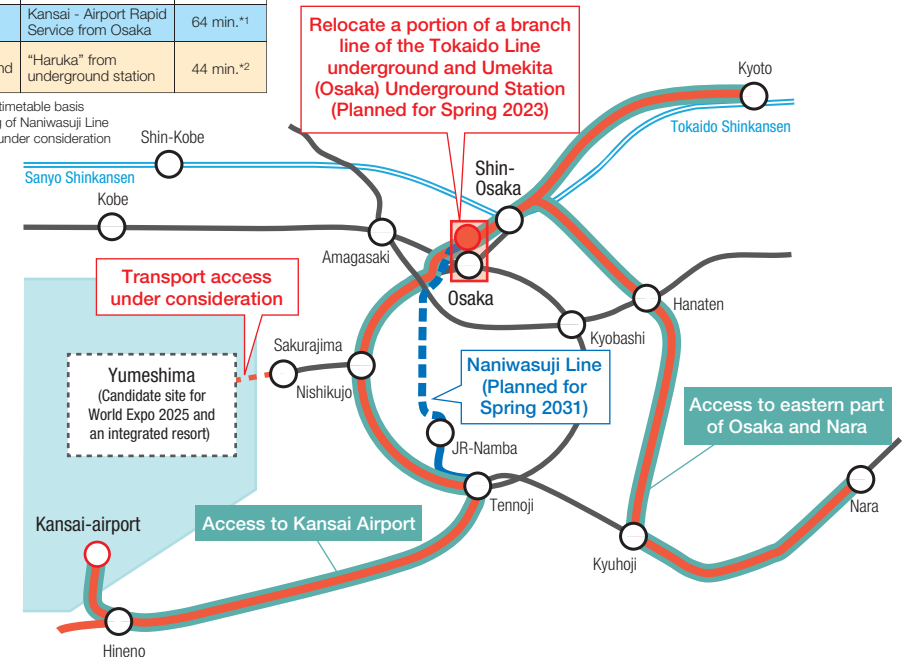 Kansai - Airport Rapid
Service from Osaka
64 min.*1
nd
"Haruka" from
underground station
44 min.*2
timetable basis
g of Naniwasuji Line
under consideration
Relocate a portion of a branch
line of the Tokaido Line
underground and Umekita
(Osaka) Underground Station
(Planned for Spring 2023)
Kyoto
Tokaido Shinkansen
Shin-Kobe
Sanyo Shinkansen
Shin-
Osaka
Kobe
Amagasaki
Transport access
under consideration
Osaka
Hanaten
Kyobashi
Sakurajima
Nishikujo
Naniwasuji Line
(Planned for
Spring 2031)
Yumeshima
(Candidate site for
World Expo 2025 and
an integrated resort)
Access to eastern part
of Osaka and Nara
JR-Namba
Tennoji
Nara
Kansai-airport
Access to Kansai Airport
Kyuhoji
Hineno